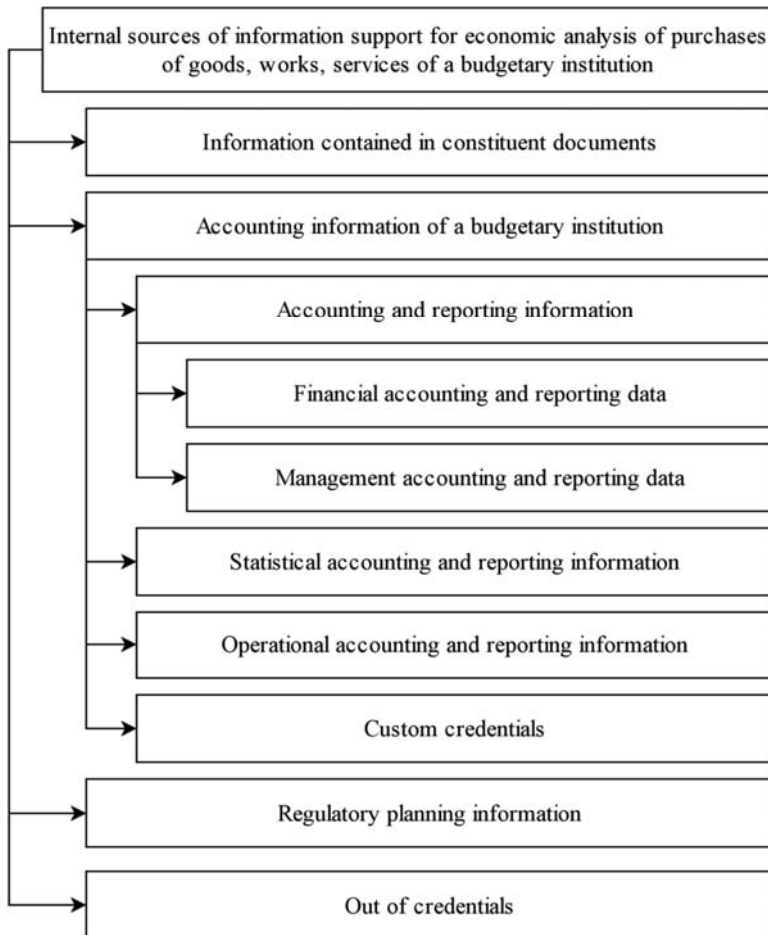 Internal sources of information support for economic analysis of purchases
of goods, works, services of a budgetary institution
Information contained in constituent documents
Accounting information of a budgetary institution
Accounting and reporting information
Financial accounting and reporting data
Management accounting and reporting data
Statistical accounting and reporting information
Operational accounting and reporting information
Custom credentials
Regulatory planning information
Out of credentials